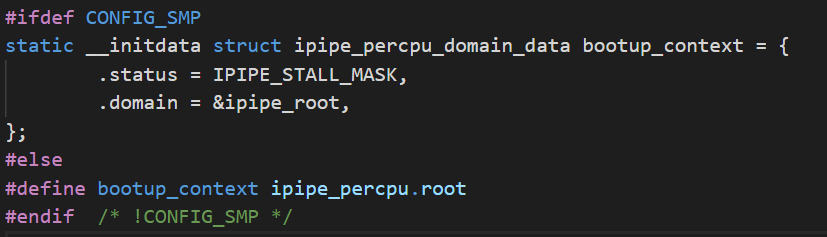 #ifdef CONFIG_SMP
static __initdata struct ipipe_percpu_domain_data bootup_context = {
        .status = IPIPE_STALL_MASK,
        .domain = &ipipe_root,
};
#else
#define bootup_context ipipe_percpu.root
#endif  /* !CONFIG_SMP */